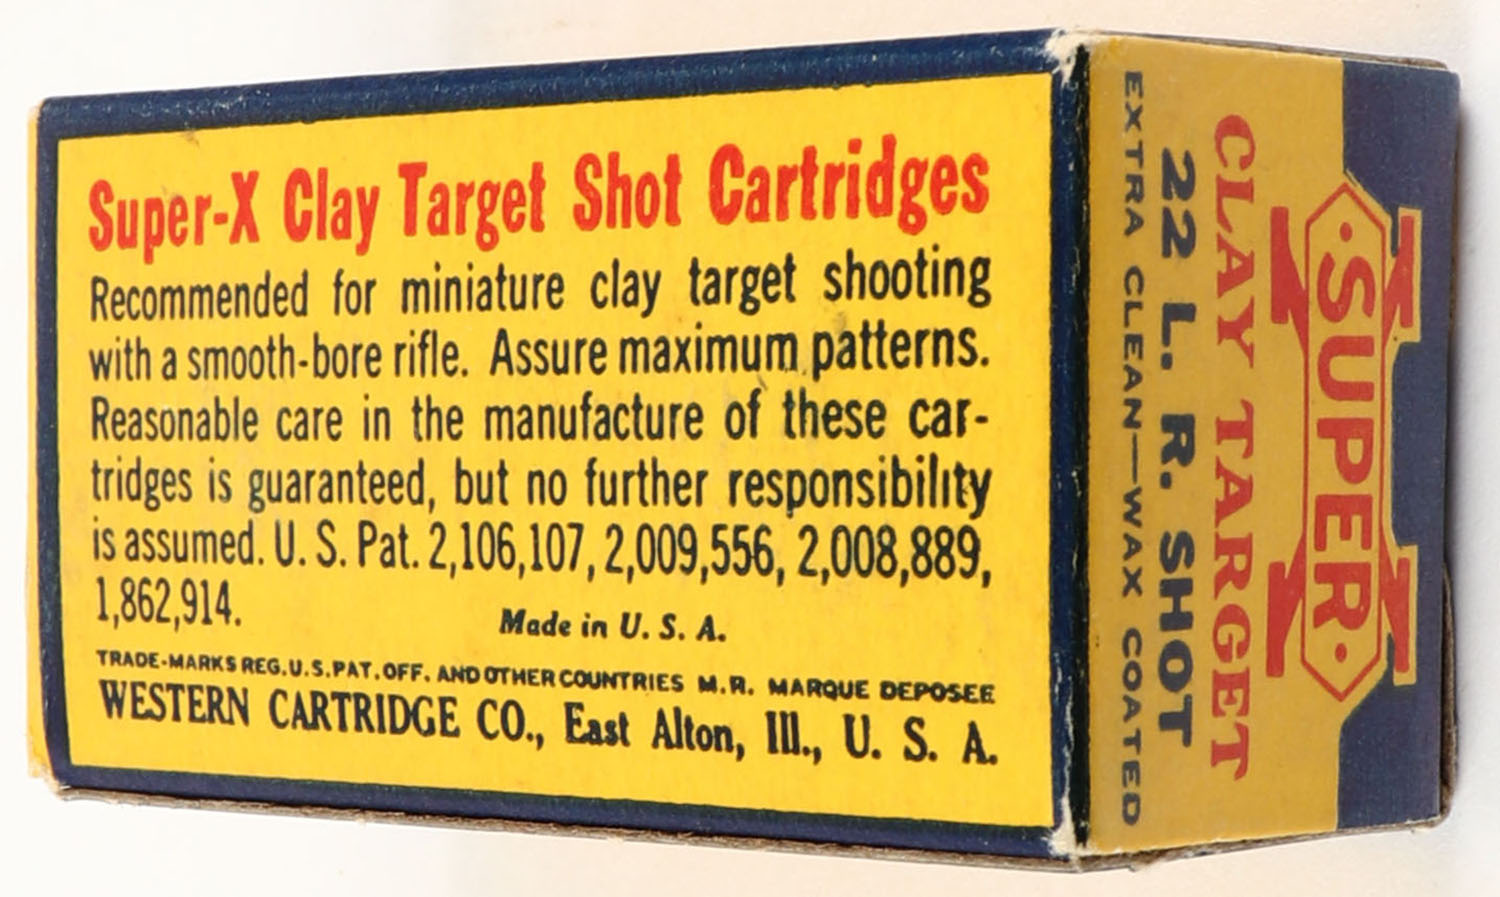 Super-X Clay Target Shot Cartridges
Recommended for miniature clay target shooting
with a smooth-bore rifle. Assure maximum patterns.
Reasonable care in the manufacture of these car-
tridges is guaranteed, but no further responsibility
is assumed. U. S. Pat. 2,106,107, 2,009,556, 2,008,889,
1,862,914.
Made in U. S. A.
TRADE-MARKS REG. U.S. PAT. OFF. AND OTHER COUNTRIES M.R. MARQUE DEPOSEE
WESTERN CARTRIDGE CO., East Alton, Ill., U. S. A.
·SUPER·
X
CLAY TARGET
22 L. R. SHOT
EXTRA CLEAN—WAX COATED